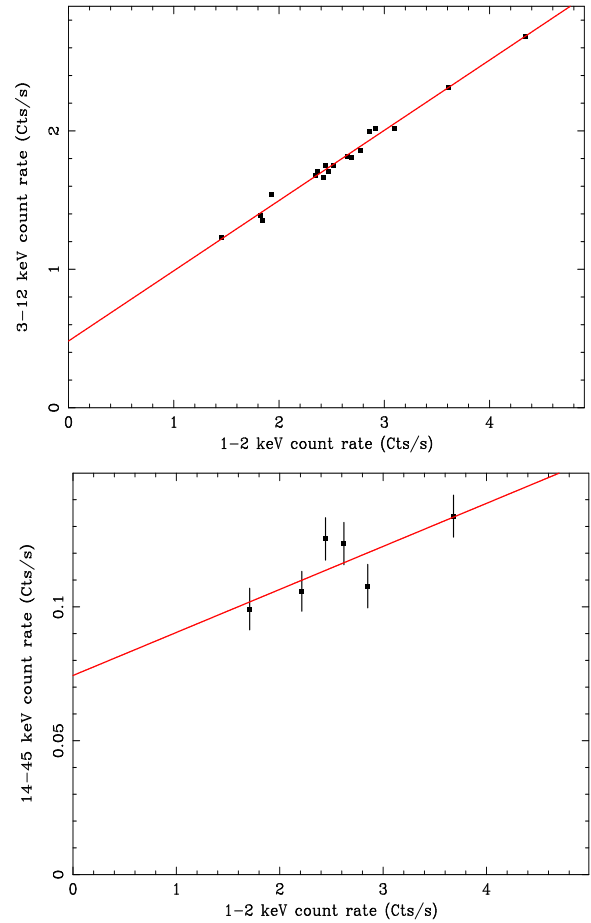 3−12 keV count rate (Cts/s)
2
1
0
0 1 2 3 4
1−2 keV count rate (Cts/s)
14−45 keV count rate (Cts/s)
0.1
0.05
0
0 1 2 3 4
1−2 keV count rate (Cts/s)